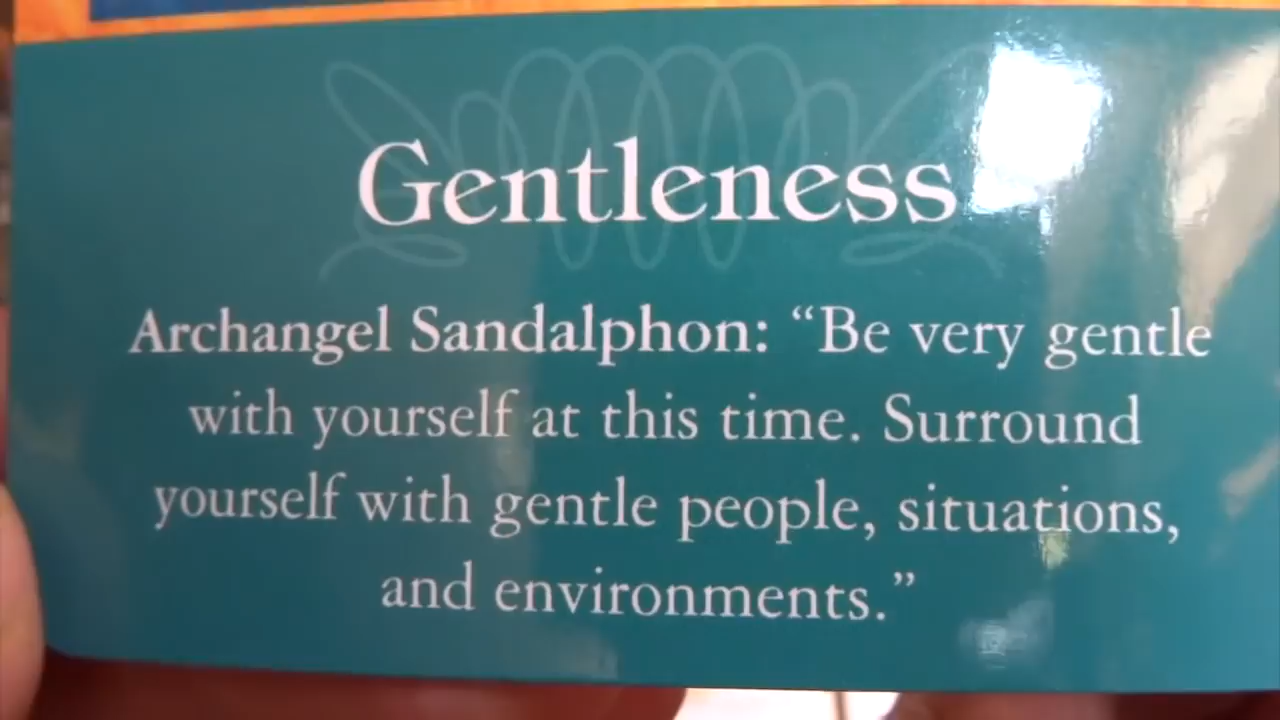 Gentleness
Archangel Sandalphon: “Be very gentle
with yourself at this time. Surround
yourself with gentle people, situations,
and environments.”